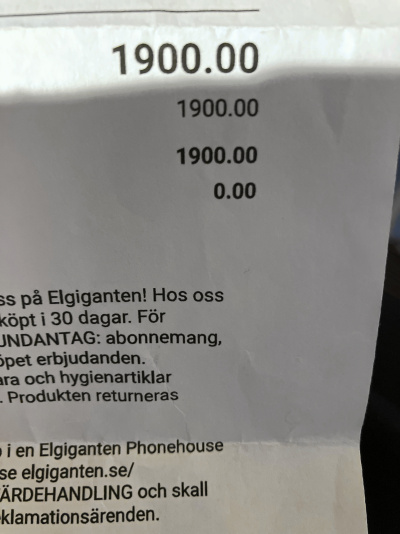 1900.00
1900.00
1900.00
0.00
ss på Elgiganten! Hos oss
köpt i 30 dagar. För
UNDANTAG: abonnemang,
öpet erbjudanden.
ara och hygienartiklar
. Produkten returneras
i en Elgiganten Phonehouse
se elgiganten.se/
ÄRDEHANDLING och skall
klamationsärenden.